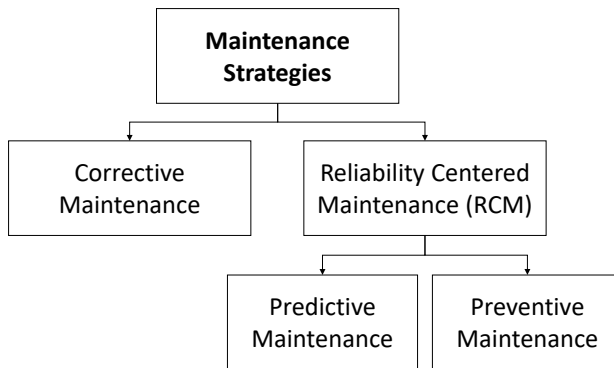 Maintenance
Strategies
Corrective
Maintenance
Reliability Centered
Maintenance (RCM)
Predictive
Maintenance
Preventive
Maintenance